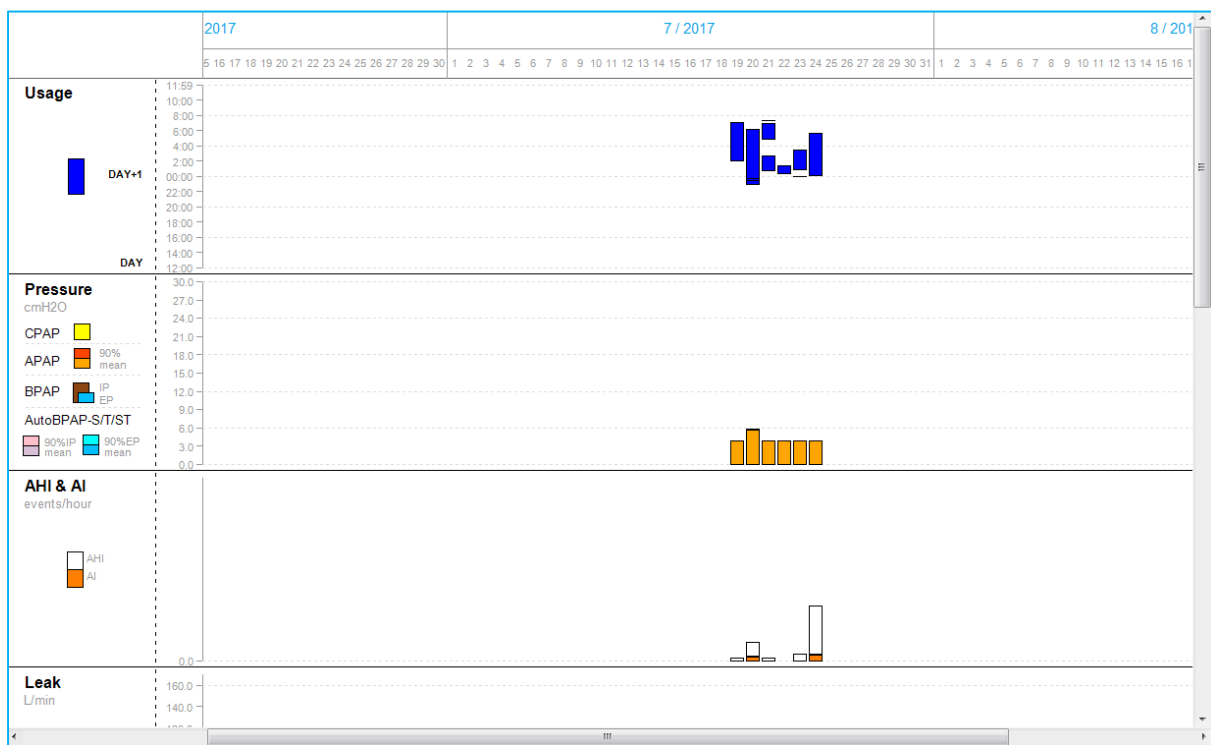 2017 7 / 2017 8 / 201
5 16 17 18 19 20 21 22 23 24 25 26 27 28 29 30 1 2 3 4 5 6 7 8 9 10 11 12 13 14 15 16 17 18 19 20 21 22 23 24 25 26 27 28 29 30 31 1 2 3 4 5 6 7 8 9 10 11 12 13 14 15 16 1
Usage
DAY+1
DAY
11:59
10:00
8:00
6:00
4:00
2:00
00:00
22:00
20:00
18:00
16:00
14:00
12:00
Pressure
cmH2O
CPAP
APAP 90%
mean
BPAP IP
EP
AutoBPAP-S/T/ST
90%IP 90%EP
mean mean
30.0
27.0
24.0
21.0
18.0
15.0
12.0
9.0
6.0
3.0
0.0
AHI & AI
events/hour
AHI
AI
0.0
Leak
L/min
160.0
140.0